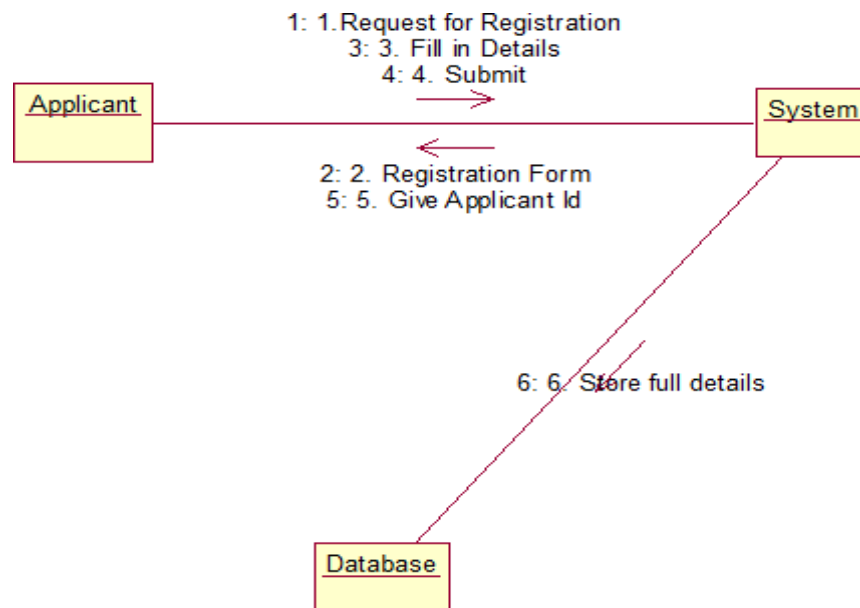 1: 1.Request for Registration
3: 3. Fill in Details
4: 4. Submit
Applicant
System
2: 2. Registration Form
5: 5. Give Applicant Id
6: 6. Store full details
Database